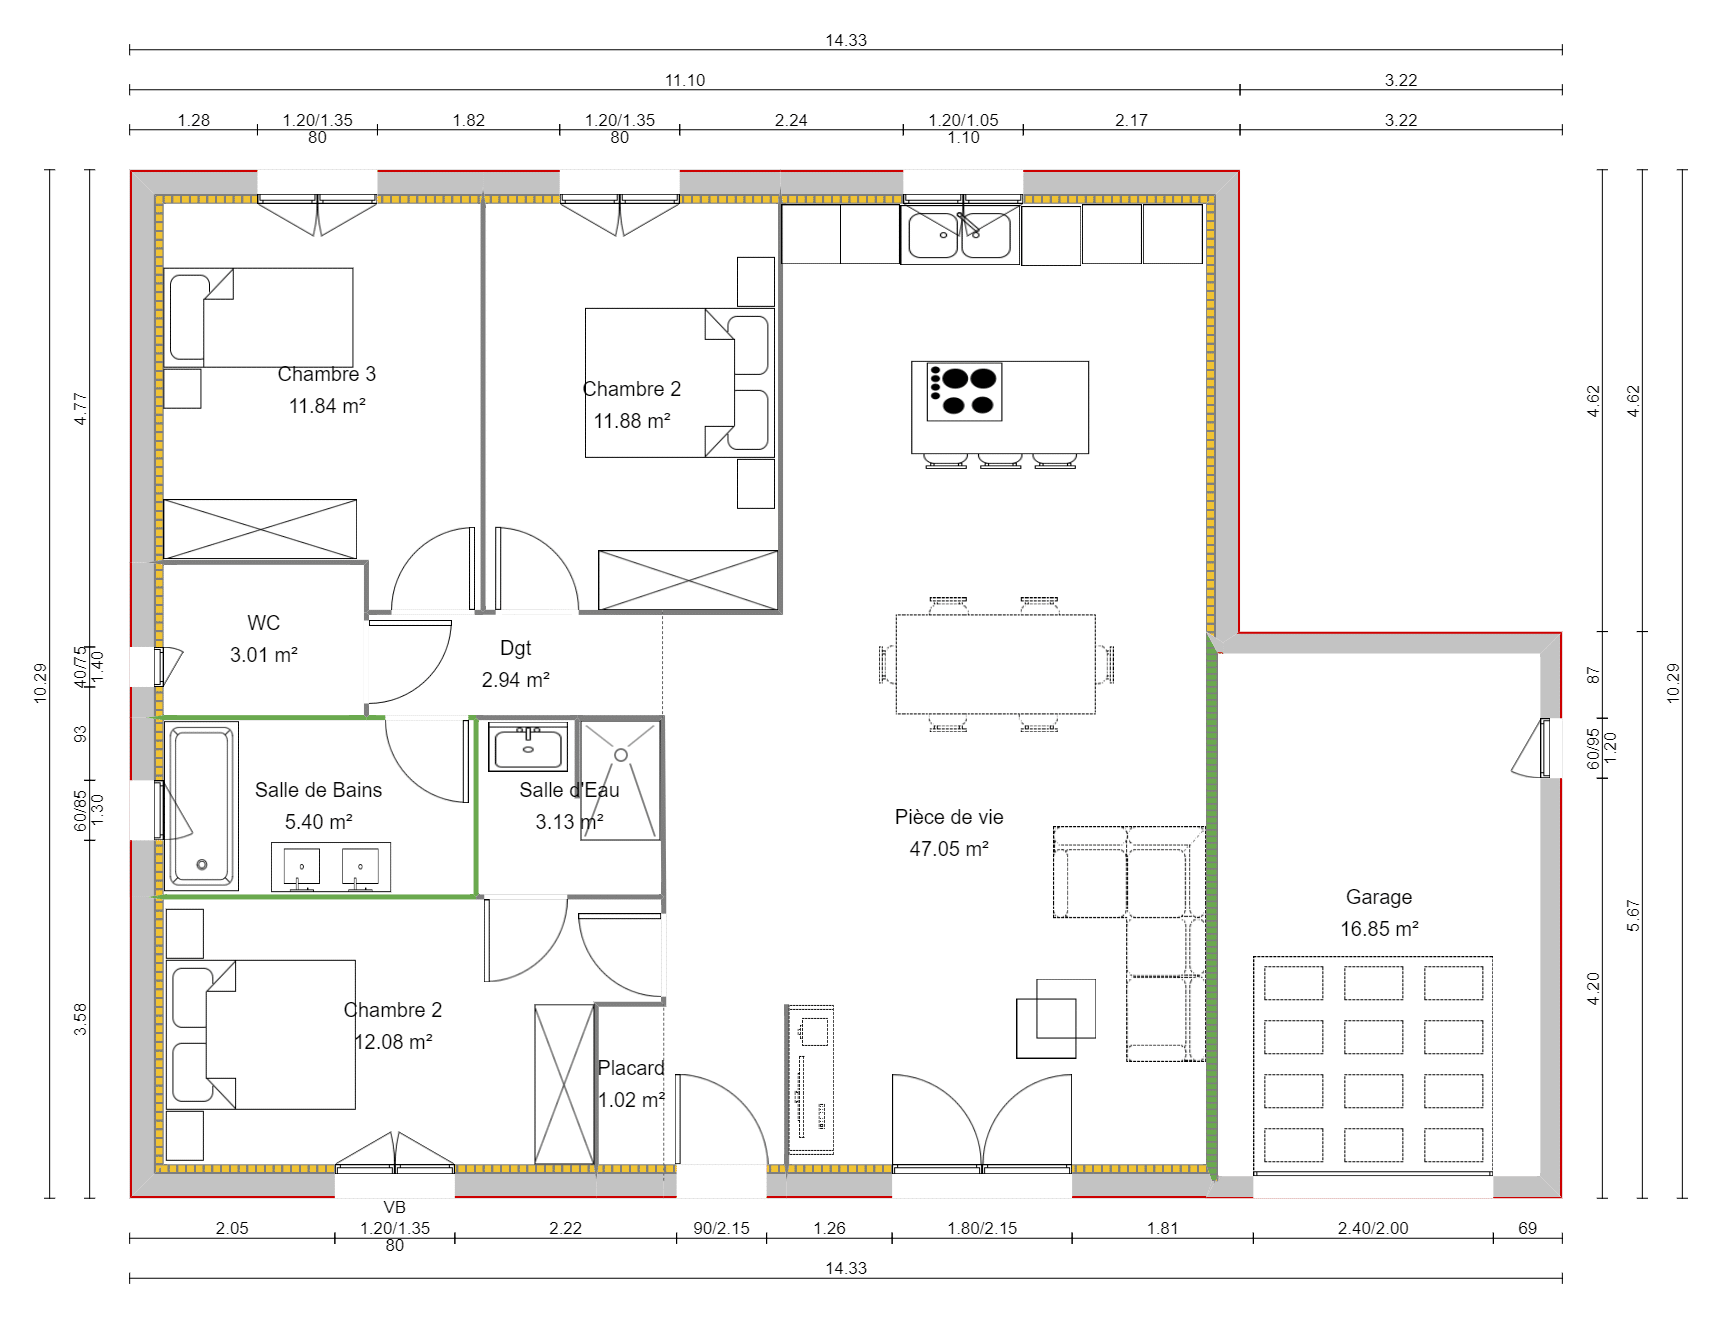 14.33
11.10
3.22
1.28
1.20/1.35
80
1.82
1.20/1.35
80
2.24
1.20/1.05
1.10
2.17
3.22
10.29
4.77
40/75
1.40
93
60/85
1.30
3.58
Chambre 3
11.84 m²
Chambre 2
11.88 m²
WC
3.01 m²
Dgt
2.94 m²
Salle de Bains
5.40 m²
Salle d'Eau
3.13 m²
Pièce de vie
47.05 m²
Garage
16.85 m²
Chambre 2
12.08 m²
Placard
1.02 m²
4.62
4.62
87
60/95
1.20
4.20
5.67
10.29
VB
2.05
1.20/1.35
80
2.22
90/2.15
1.26
1.80/2.15
1.81
2.40/2.00
69
14.33